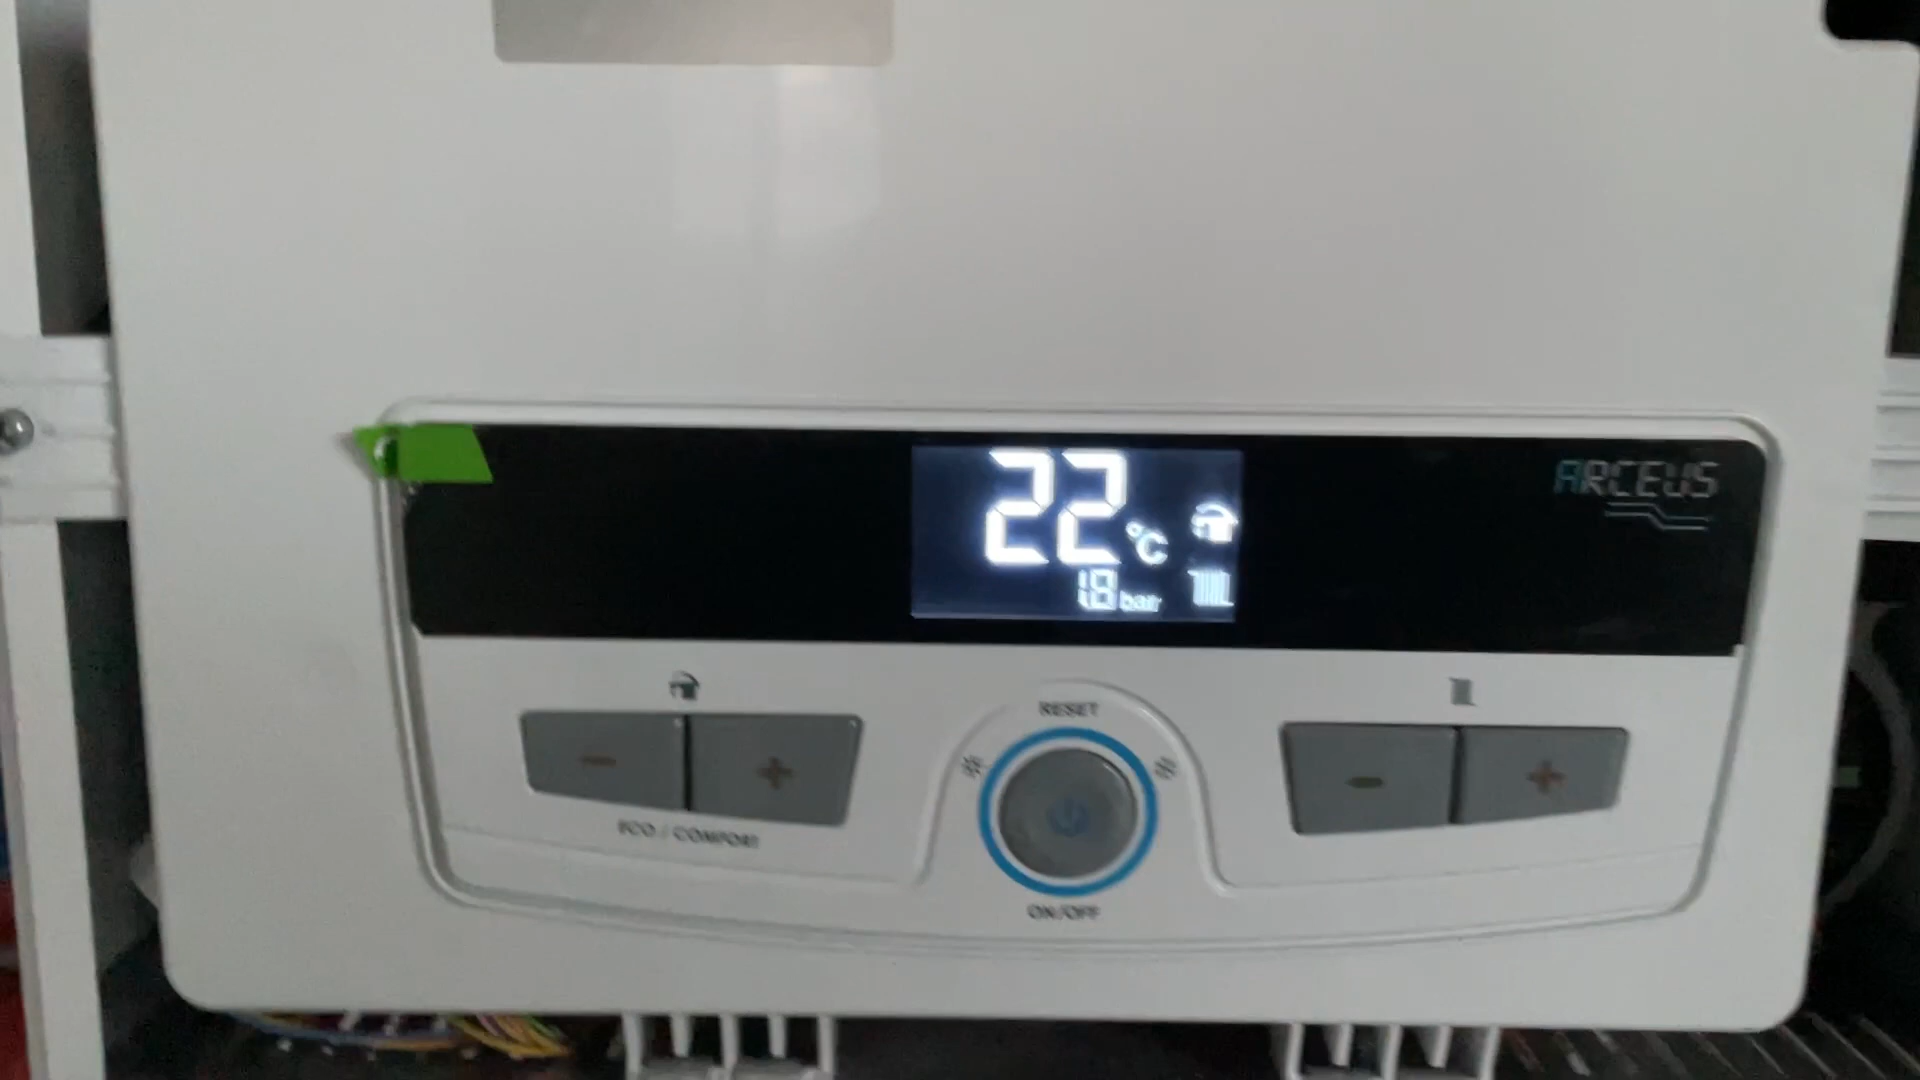 22 °C
1.8 bar
ARCEUS
RESET
- +
- +
ECO / COMFORT
ON/OFF